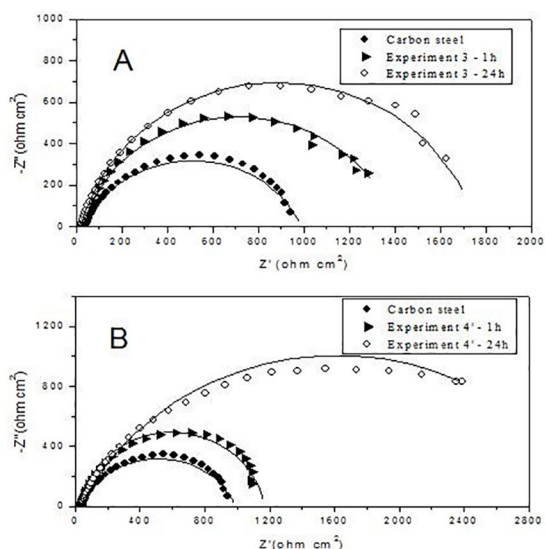 1000
800
600
400
200
0
-Z"(ohm cm²)
A
Carbon steel
Experiment 3 - 1h
Experiment 3 - 24h
0 200 400 600 800 1000 1200 1400 1600 1800 2000
Z' (ohm cm²)
1200
800
400
0
-Z"(ohm cm²)
B
Carbon steel
Experiment 4' - 1h
Experiment 4' - 24h
0 400 800 1200 1600 2000 2400 2800
Z'(ohm cm²)